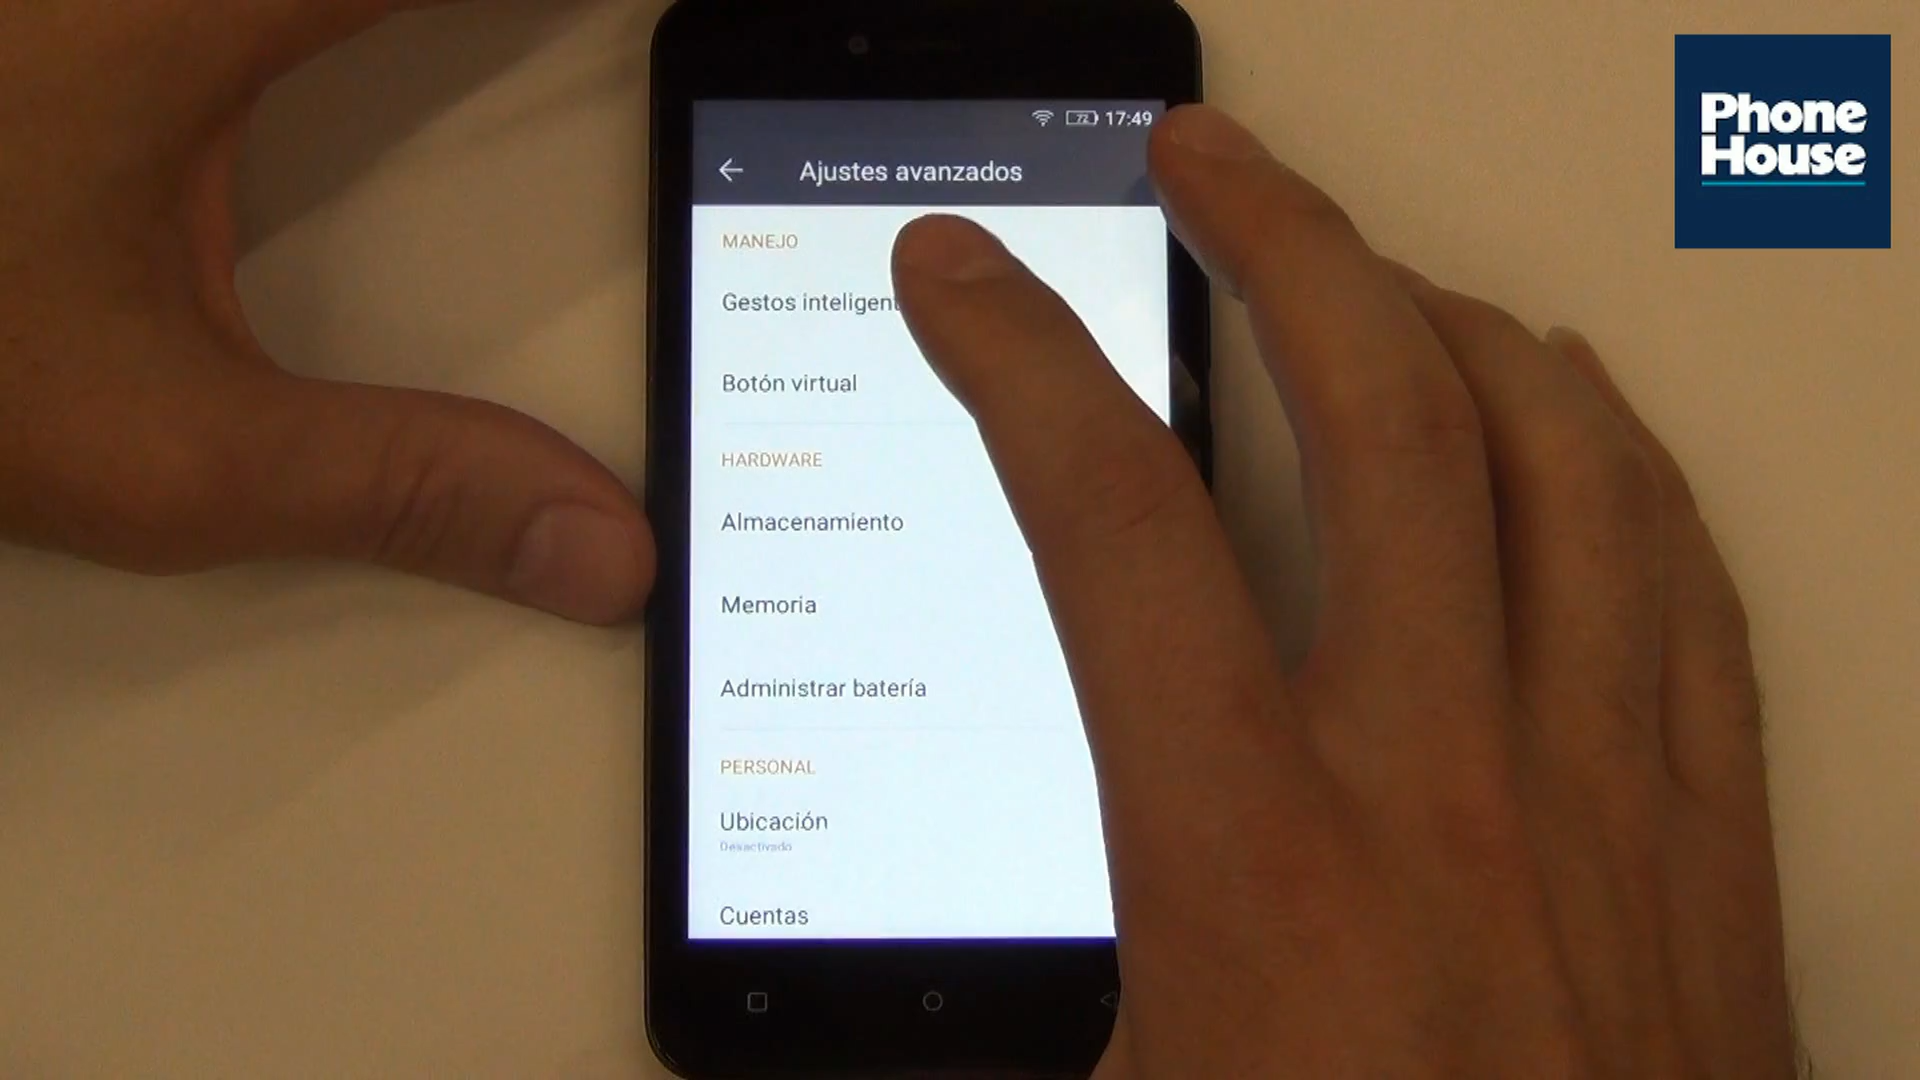 72 17:49
Ajustes avanzados
MANEJO
Gestos
Botón virtual
HARDWARE
Almacenamiento
Memoria
Administrar batería
PERSONAL
Ubicación
Desactivado
Cuentas
Phone
House